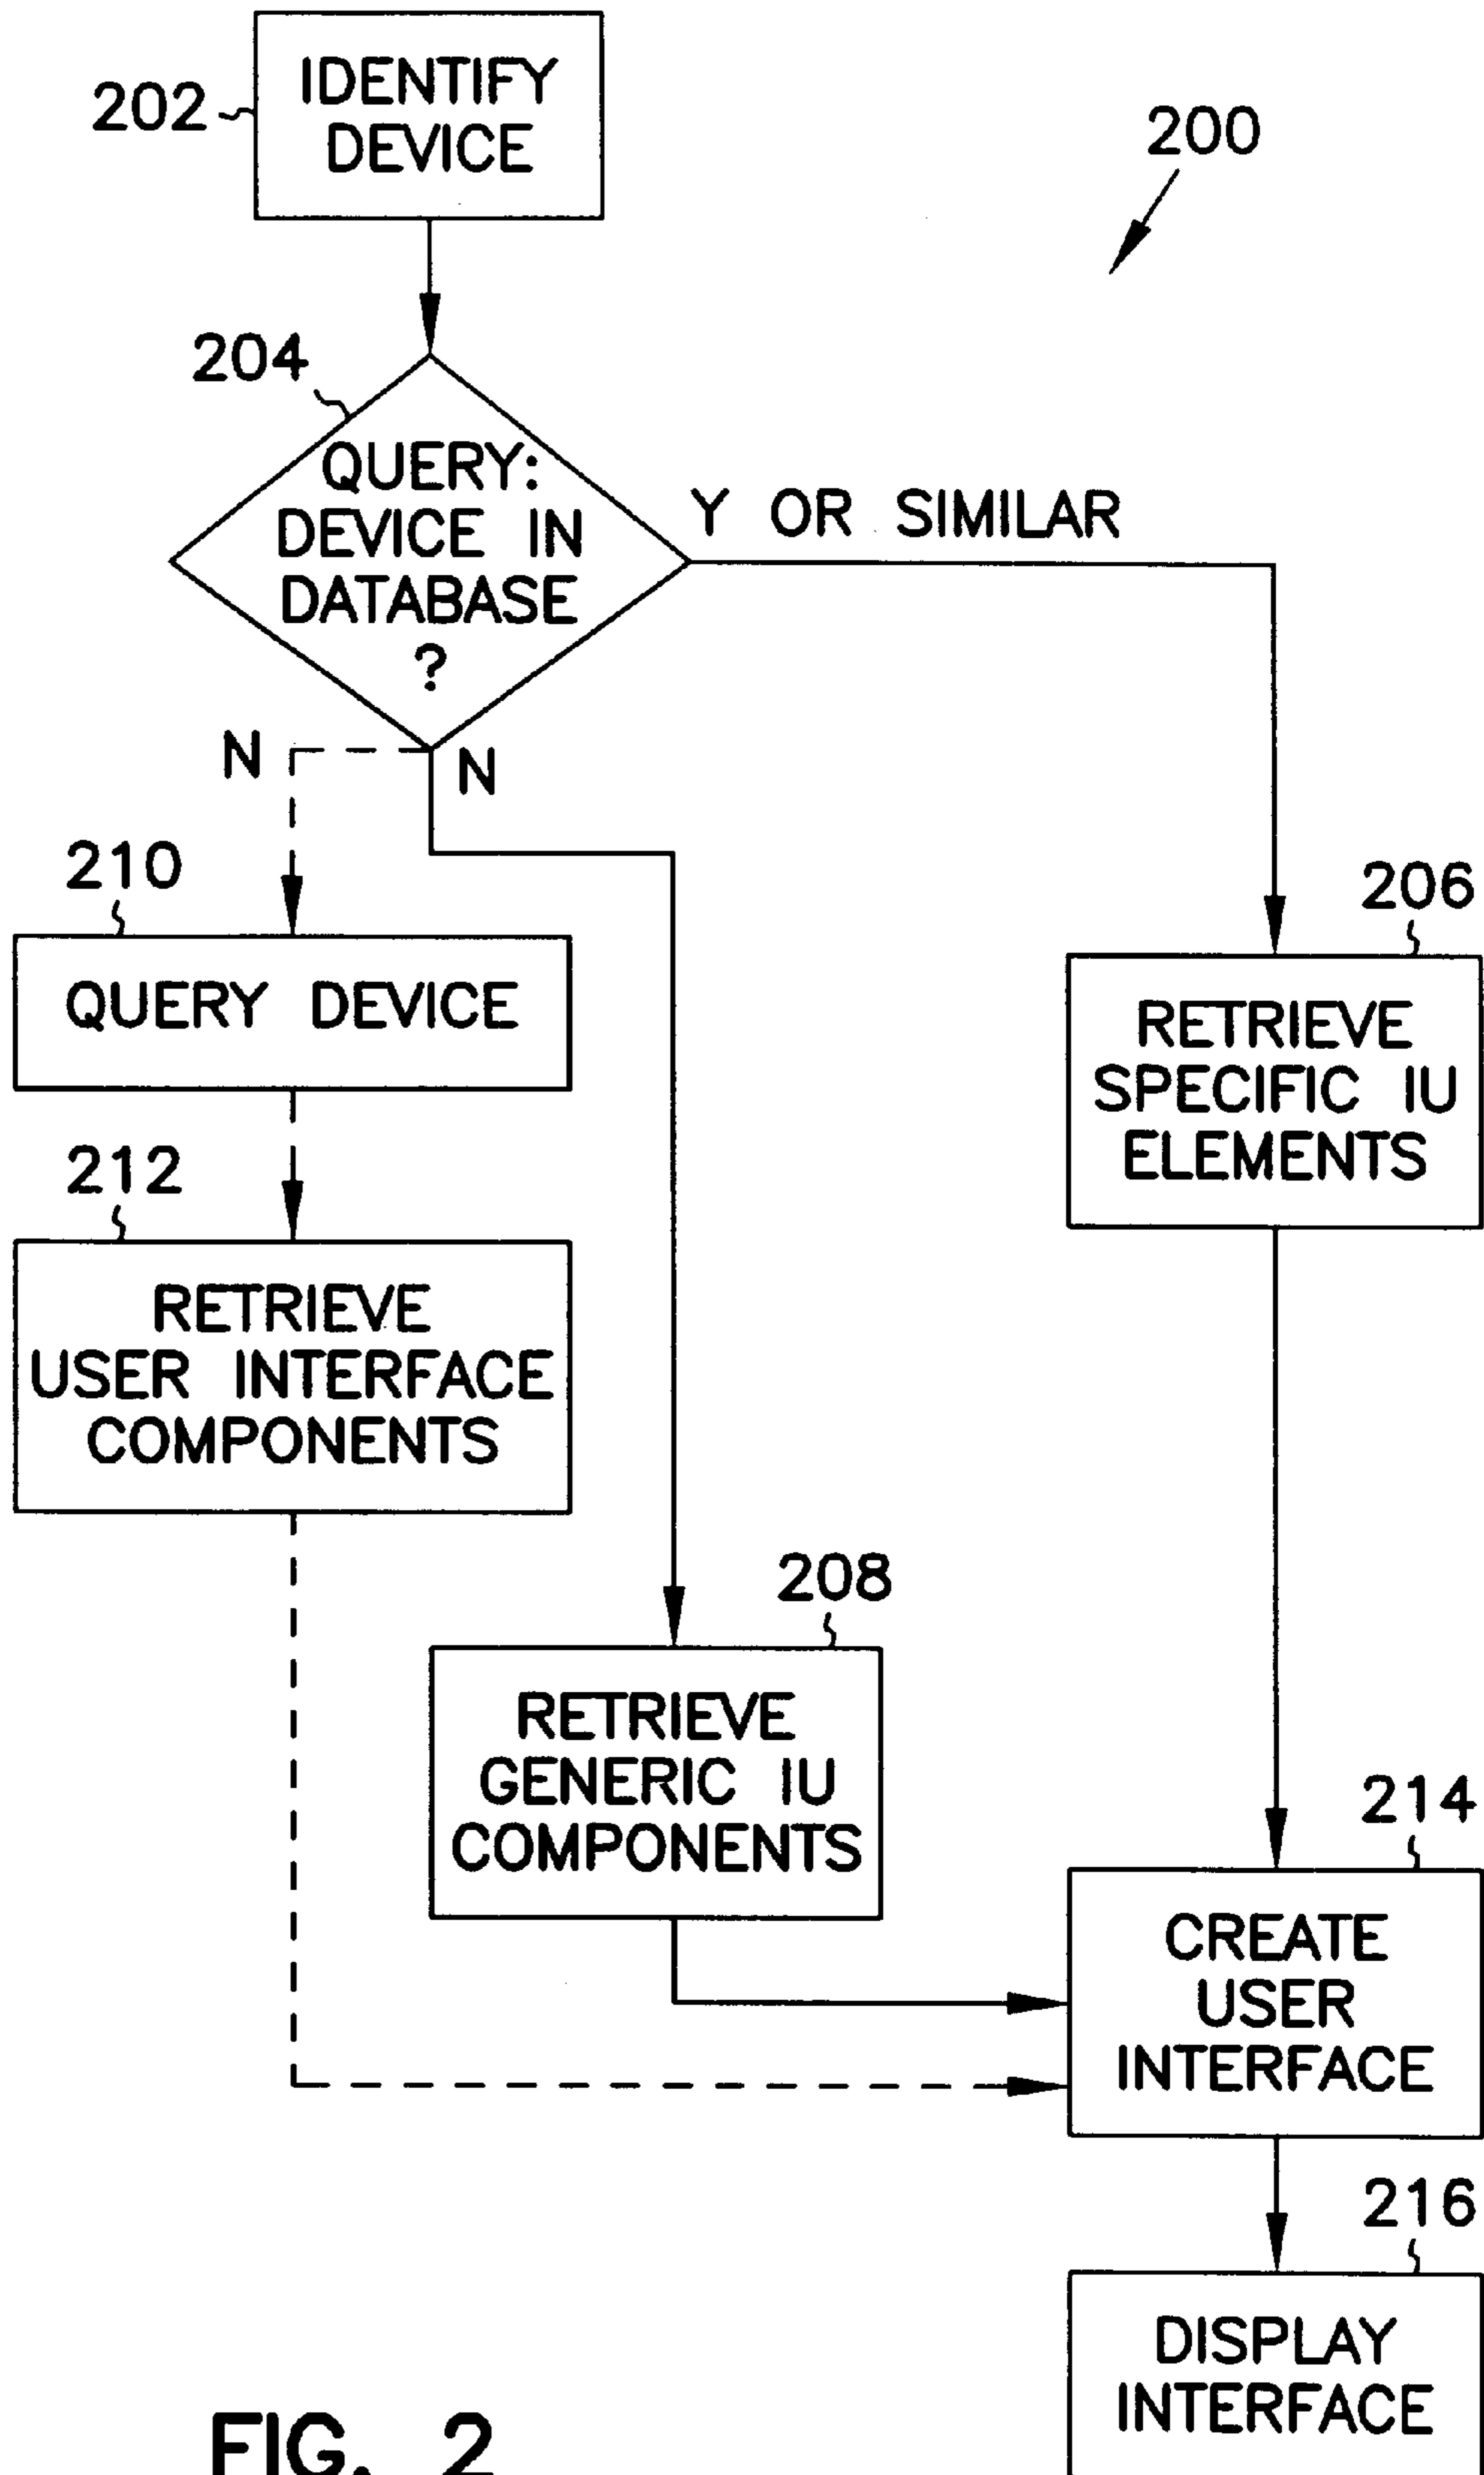 IDENTIFY
DEVICE
202
200
204
QUERY:
DEVICE IN
DATABASE
?
Y OR SIMILAR
N
N
210
QUERY DEVICE
206
RETRIEVE
SPECIFIC IU
ELEMENTS
212
RETRIEVE
USER INTERFACE
COMPONENTS
208
RETRIEVE
GENERIC IU
COMPONENTS
214
CREATE
USER
INTERFACE
216
DISPLAY
INTERFACE
FIG. 2